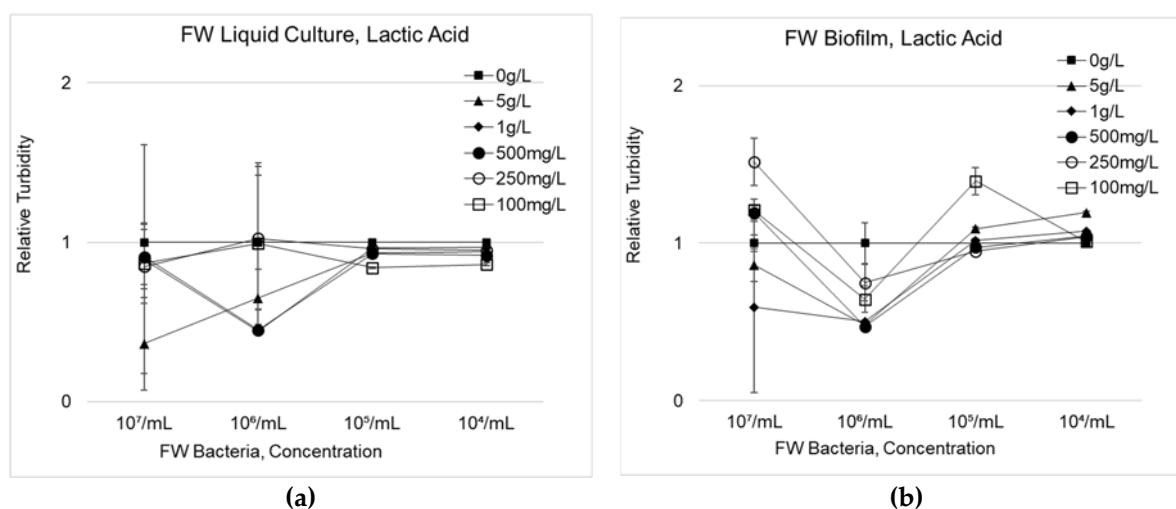 FW Liquid Culture, Lactic Acid
2
1
0
Relative Turbidity
0g/L
5g/L
1g/L
500mg/L
250mg/L
100mg/L
10⁷/mL 10⁶/mL 10⁵/mL 10⁴/mL
FW Bacteria, Concentration
(a)
FW Biofilm, Lactic Acid
2
1
0
Relative Turbidity
0g/L
5g/L
1g/L
500mg/L
250mg/L
100mg/L
10⁷/mL 10⁶/mL 10⁵/mL 10⁴/mL
FW Bacteria, Concentration
(b)